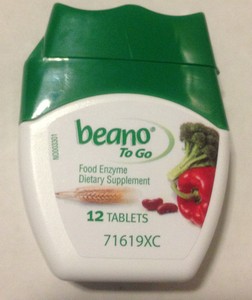 beano®
To Go
Food Enzyme
Dietary Supplement
12 TABLETS
71619XC